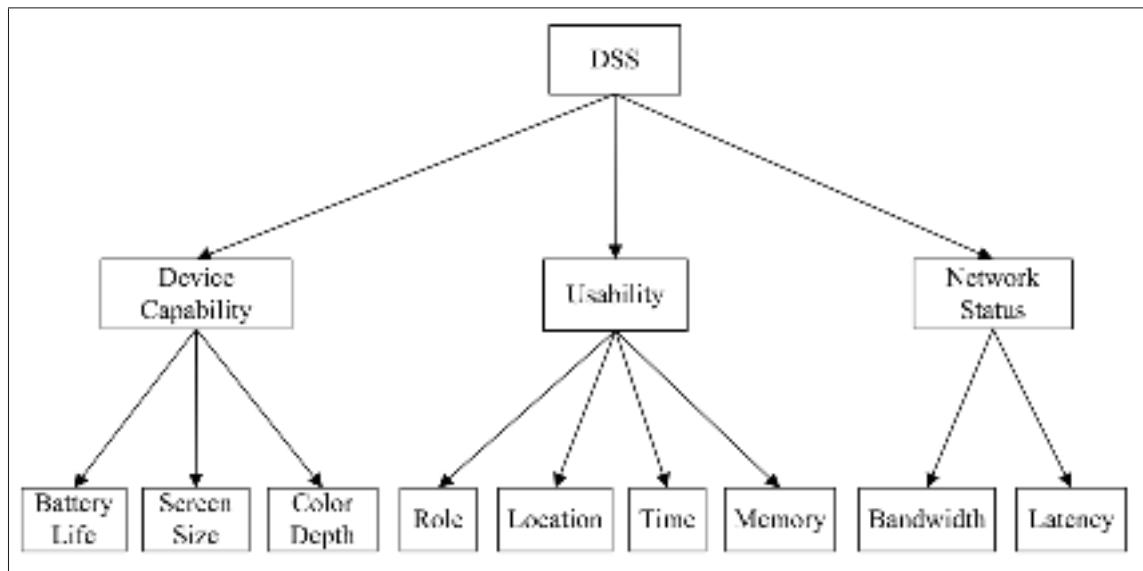 DSS
Device
Capability
Usability
Network
Status
Battery
Life
Screen
Size
Color
Depth
Role
Location
Time
Memory
Bandwidth
Latency